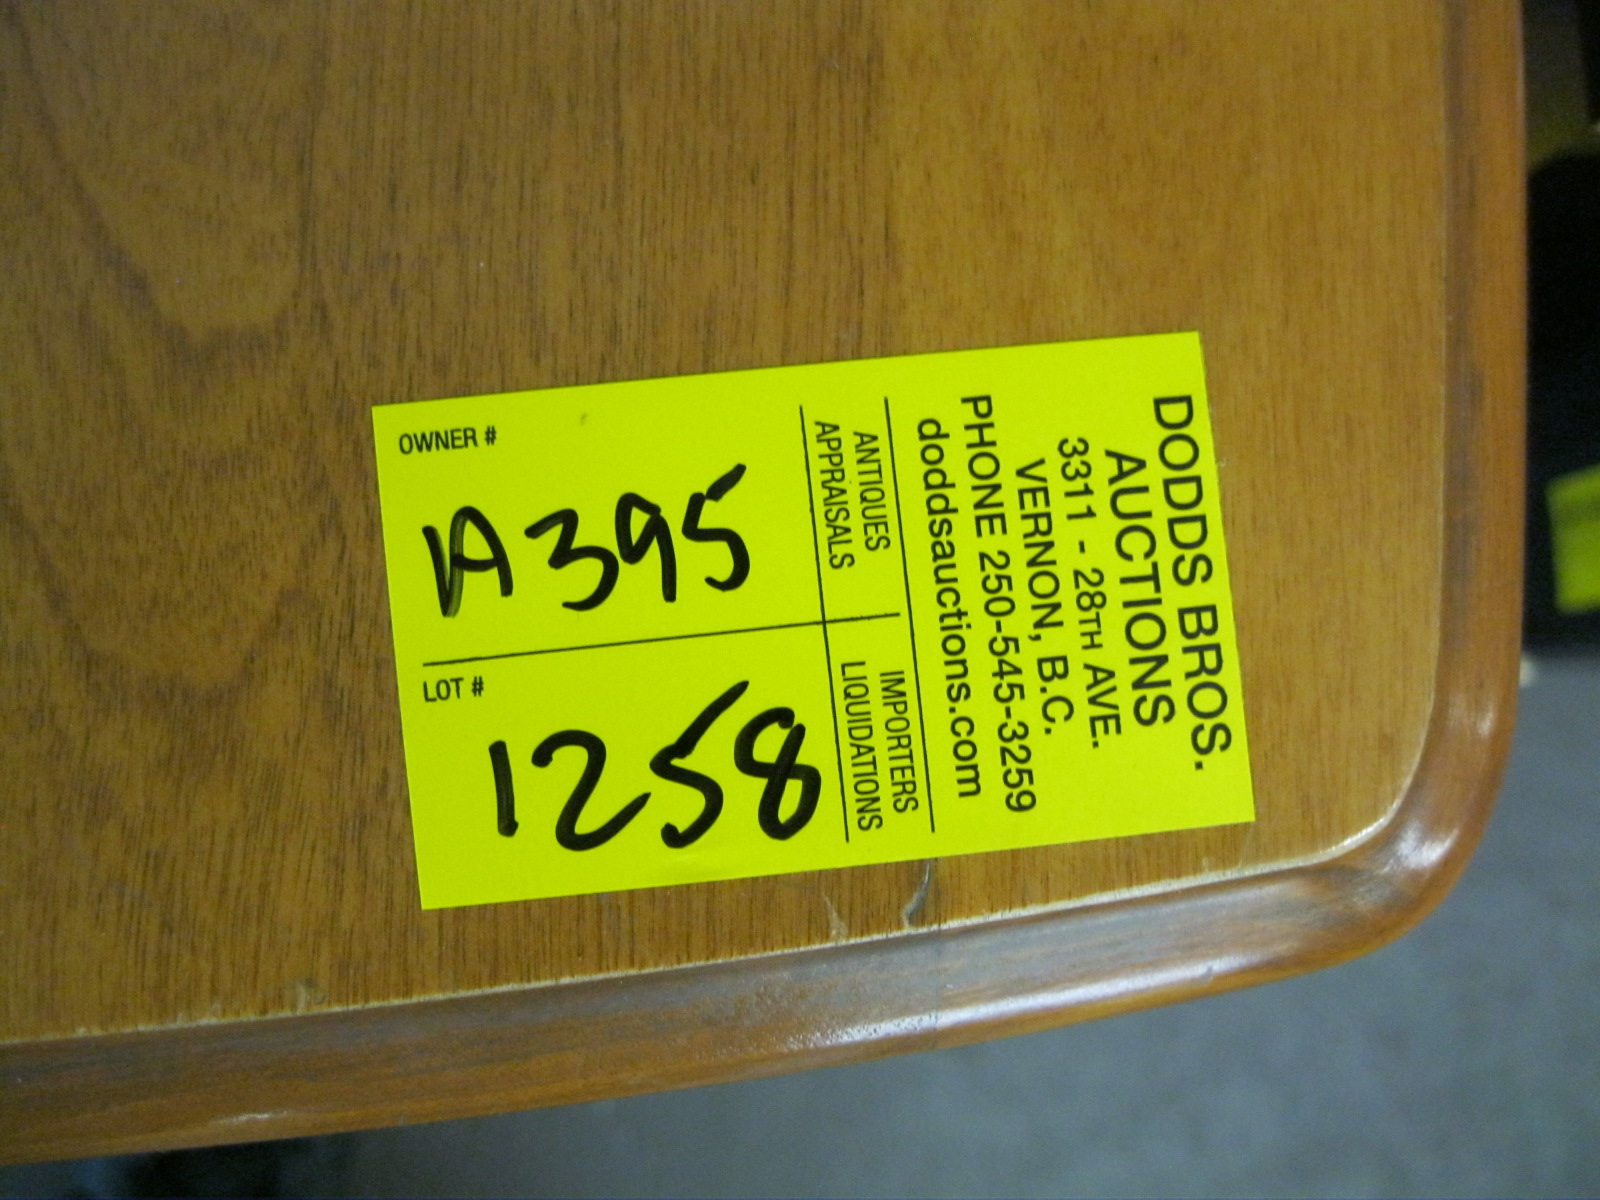 DODDS BROS.
AUCTIONS
3311 - 28TH AVE.
VERNON, B.C.
PHONE 250-545-3259
doddsauctions.com
ANTIQUES IMPORTERS
APPRAISALS LIQUIDATIONS
OWNER #
A395
LOT #
1258